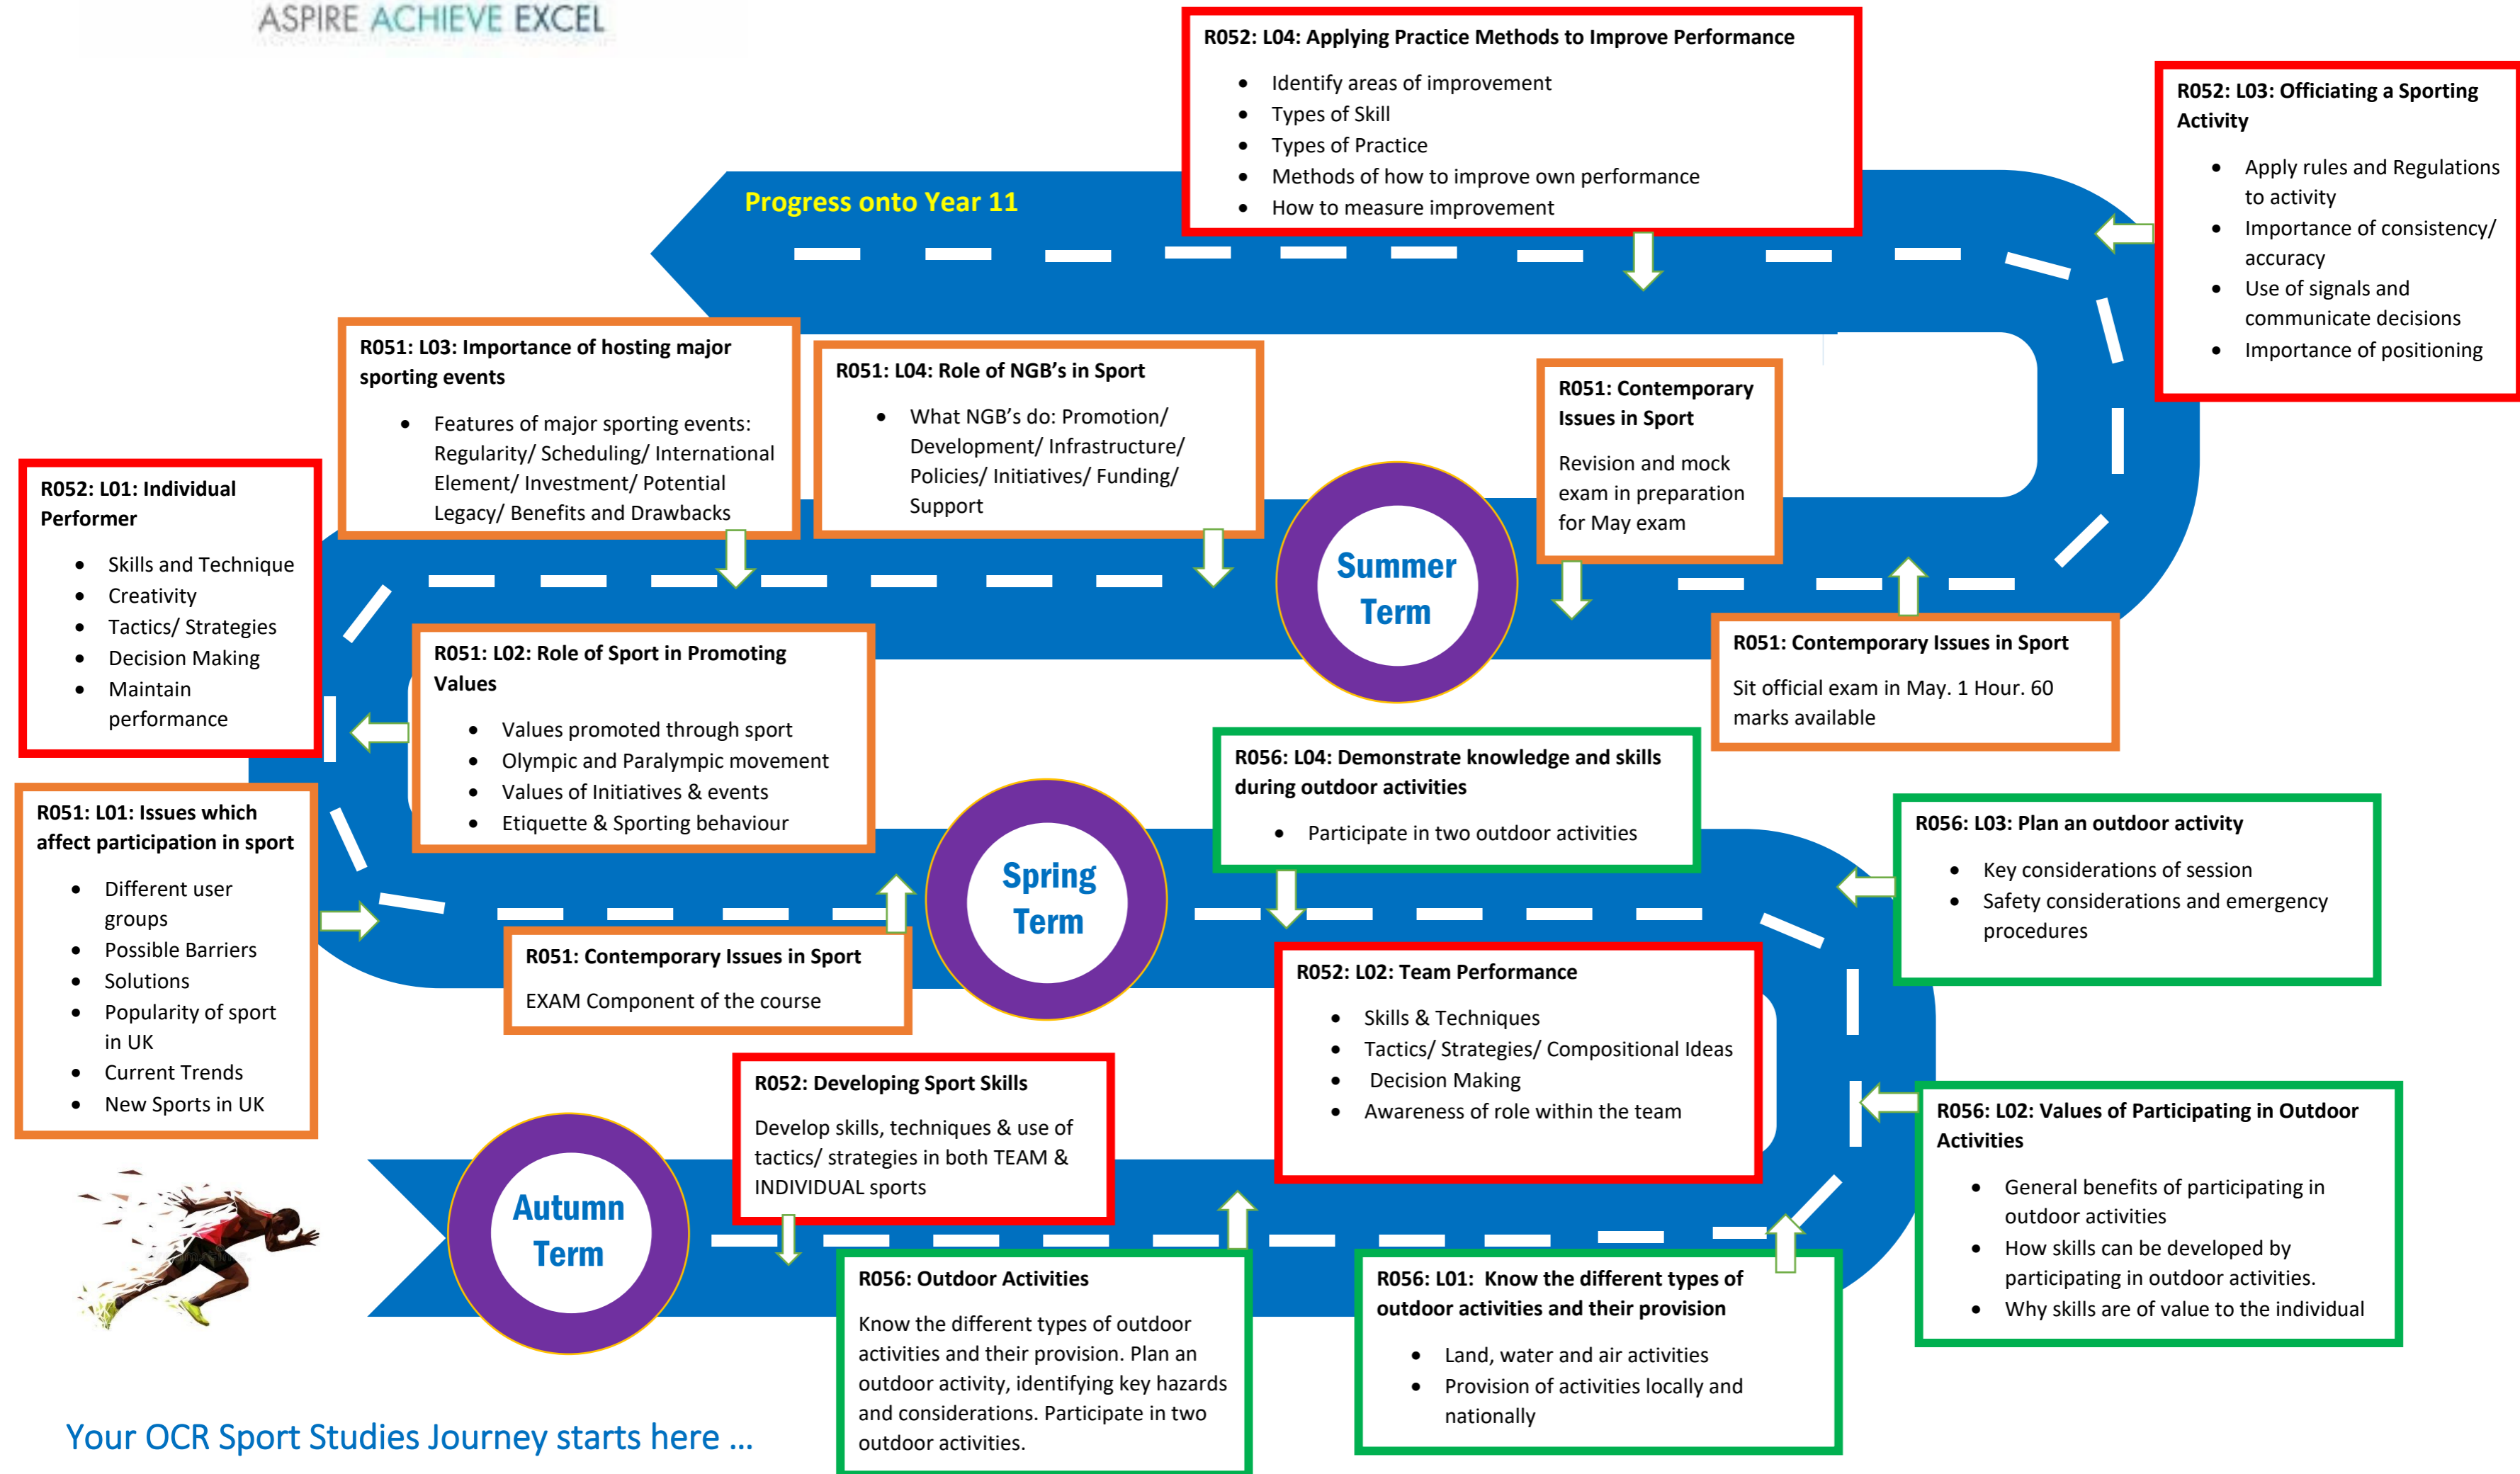 ASPIRE ACHIEVE EXCEL
R052: L04: Applying Practice Methods to Improve Performance
• Identify areas of improvement
• Types of Skill
• Types of Practice
• Methods of how to improve own performance
• How to measure improvement
R052: L03: Officiating a Sporting
Activity
• Apply rules and Regulations
to activity
• Importance of consistency/
accuracy
• Use of signals and
communicate decisions
• Importance of positioning
Progress onto Year 11
R051: L03: Importance of hosting major
sporting events
• Features of major sporting events:
Regularity/ Scheduling/ International
Element/ Investment/ Potential
Legacy/ Benefits and Drawbacks
R051: L04: Role of NGB’s in Sport
• What NGB’s do: Promotion/
Development/ Infrastructure/
Policies/ Initiatives/ Funding/
Support
R051: Contemporary
Issues in Sport
Revision and mock
exam in preparation
for May exam
R052: L01: Individual
Performer
• Skills and Technique
• Creativity
• Tactics/ Strategies
• Decision Making
• Maintain
performance
Summer
Term
R051: L02: Role of Sport in Promoting
Values
• Values promoted through sport
• Olympic and Paralympic movement
• Values of Initiatives & events
• Etiquette & Sporting behaviour
R051: Contemporary Issues in Sport
Sit official exam in May. 1 Hour. 60
marks available
R056: L04: Demonstrate knowledge and skills
during outdoor activities
• Participate in two outdoor activities
R051: L01: Issues which
affect participation in sport
• Different user
groups
• Possible Barriers
• Solutions
• Popularity of sport
in UK
• Current Trends
• New Sports in UK
Spring
Term
R056: L03: Plan an outdoor activity
• Key considerations of session
• Safety considerations and emergency
procedures
R051: Contemporary Issues in Sport
EXAM Component of the course
R052: L02: Team Performance
• Skills & Techniques
• Tactics/ Strategies/ Compositional Ideas
• Decision Making
• Awareness of role within the team
R052: Developing Sport Skills
Develop skills, techniques & use of
tactics/ strategies in both TEAM &
INDIVIDUAL sports
R056: L02: Values of Participating in Outdoor
Activities
• General benefits of participating in
outdoor activities
• How skills can be developed by
participating in outdoor activities.
• Why skills are of value to the individual
Autumn
Term
R056: Outdoor Activities
Know the different types of outdoor
activities and their provision. Plan an
outdoor activity, identifying key hazards
and considerations. Participate in two
outdoor activities.
R056: L01: Know the different types of
outdoor activities and their provision
• Land, water and air activities
• Provision of activities locally and
nationally
Your OCR Sport Studies Journey starts here ...